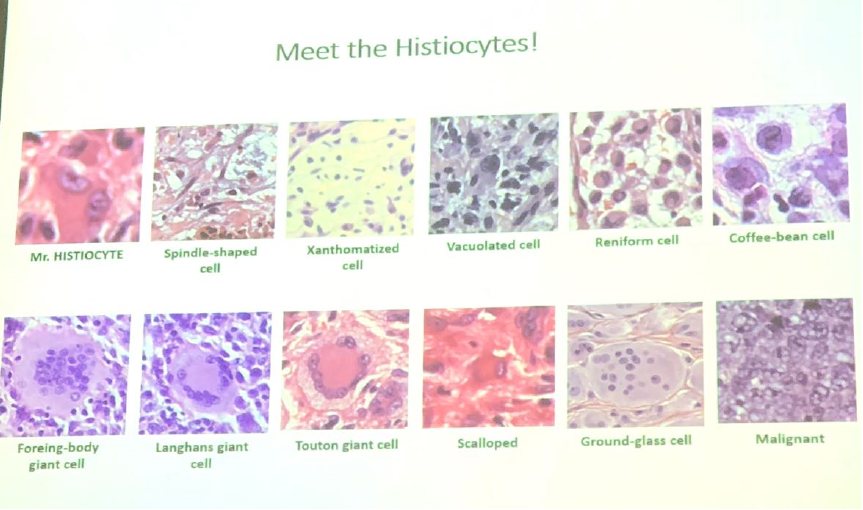 Meet the Histiocytes!
Mr. HISTIOCYTE
Spindle-shaped
cell
Xanthomatized
cell
Vacuolated cell
Reniform cell
Coffee-bean cell
Foreing-body
giant cell
Langhans giant
cell
Touton giant cell
Scalloped
Ground-glass cell
Malignant